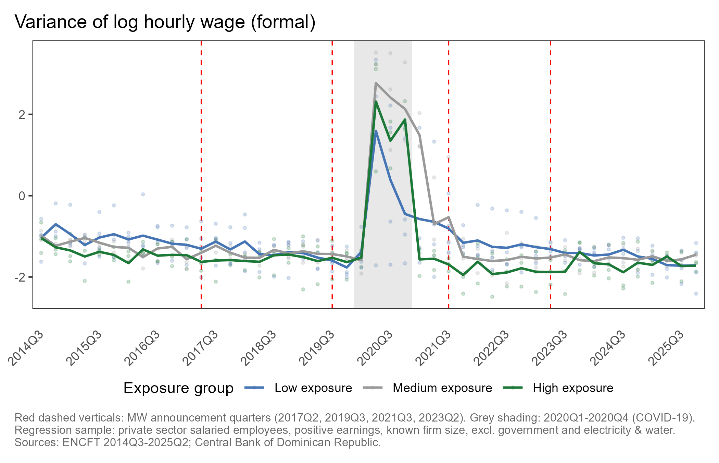 Variance of log hourly wage (formal)
2
0
-2
2014Q3
2015Q3
2016Q3
2017Q3
2018Q3
2019Q3
2020Q3
2021Q3
2022Q3
2023Q3
2024Q3
2025Q3
Exposure group Low exposure Medium exposure High exposure
Red dashed verticals: MW announcement quarters (2017Q2, 2019Q3, 2021Q3, 2023Q2). Grey shading: 2020Q1-2020Q4 (COVID-19).
Regression sample: private sector salaried employees, positive earnings, known firm size, excl. government and electricity & water.
Sources: ENCFT 2014Q3-2025Q2; Central Bank of Dominican Republic.